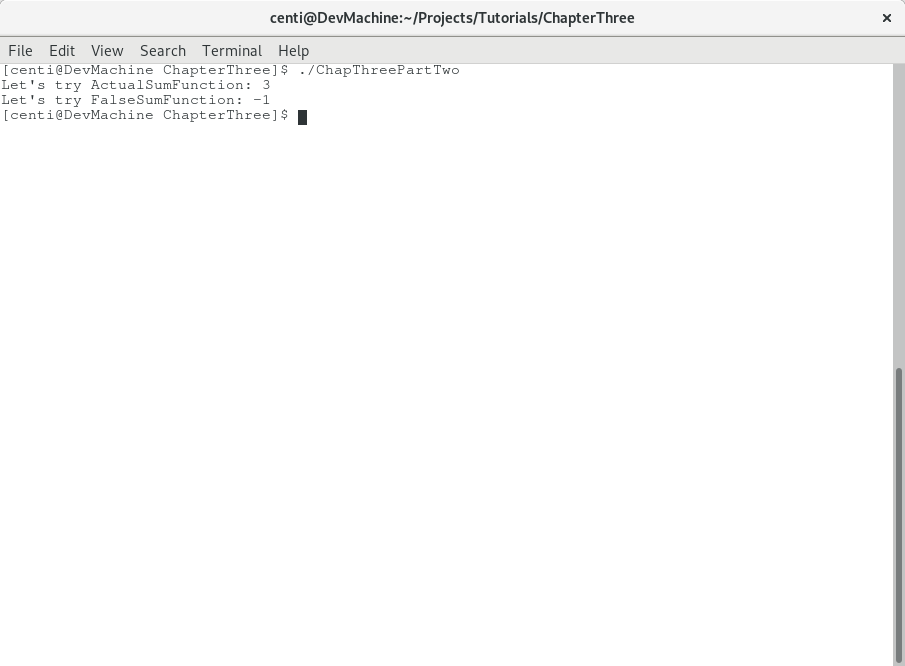 centi@DevMachine:~/Projects/Tutorials/ChapterThree ×
File Edit View Search Terminal Help
[centi@DevMachine ChapterThree]$ ./ChapThreePartTwo
Let's try ActualSumFunction: 3
Let's try FalseSumFunction: -1
[centi@DevMachine ChapterThree]$